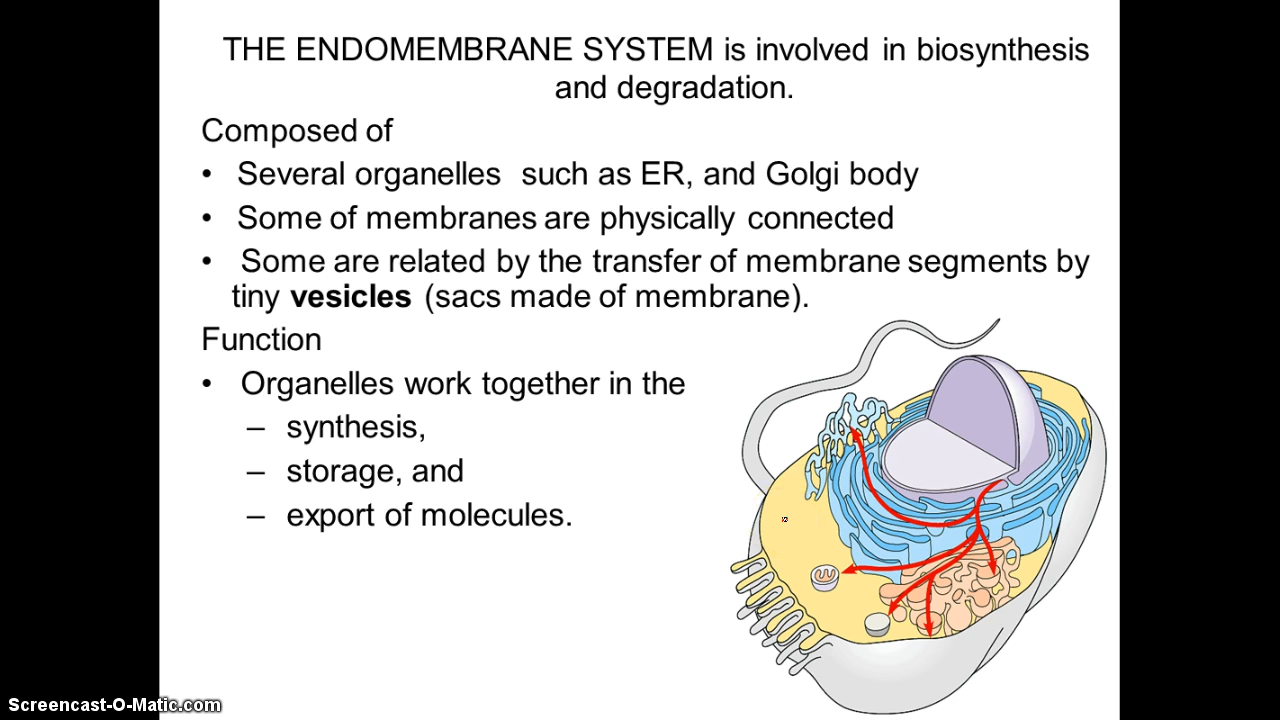 THE ENDOMEMBRANE SYSTEM is involved in biosynthesis
and degradation.
Composed of
• Several organelles such as ER, and Golgi body
• Some of membranes are physically connected
• Some are related by the transfer of membrane segments by
tiny vesicles (sacs made of membrane).
Function
• Organelles work together in the
– synthesis,
– storage, and
– export of molecules.
Screencast-O-Matic.com